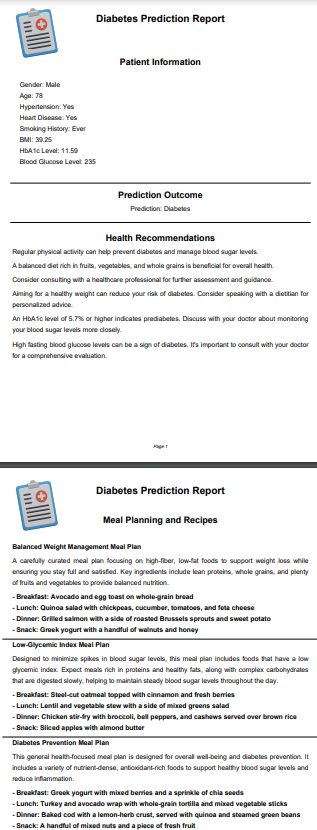 Diabetes Prediction Report
Patient Information
Gender: Male
Age: 78
Hypertension: Yes
Heart Disease: Yes
Smoking History: Ever
BMI: 39.25
HbA1c Level: 11.59
Blood Glucose Level: 235
Prediction Outcome
Prediction: Diabetes
Health Recommendations
Regular physical activity can help prevent diabetes and manage blood sugar levels.
A balanced diet rich in fruits, vegetables, and whole grains is beneficial for overall health.
Consider consulting with a healthcare professional for further assessment and guidance.
Aiming for a healthy weight can reduce your risk of diabetes. Consider speaking with a dietitian for
personalized advice.
An HbA1c level of 5.7% or higher indicates prediabetes. Discuss with your doctor about monitoring
your blood sugar levels more closely.
High fasting blood glucose levels can be a sign of diabetes. It's important to consult with your doctor
for a comprehensive evaluation.
Page 1
Diabetes Prediction Report
Meal Planning and Recipes
Balanced Weight Management Meal Plan
A carefully curated meal plan focusing on high-fiber, low-fat foods to support weight loss while
ensuring you stay full and satisfied. Key ingredients include lean proteins, whole grains, and plenty
of fruits and vegetables to provide balanced nutrition.
- Breakfast: Avocado and egg toast on whole-grain bread
- Lunch: Quinoa salad with chickpeas, cucumber, tomatoes, and feta cheese
- Dinner: Grilled salmon with a side of roasted Brussels sprouts and sweet potato
- Snack: Greek yogurt with a handful of walnuts and honey
Low-Glycemic Index Meal Plan
Designed to minimize spikes in blood sugar levels, this meal plan includes foods that have a low
glycemic index. Expect meals rich in proteins and healthy fats, along with complex carbohydrates
that are digested slowly, helping to maintain steady blood sugar levels throughout the day.
- Breakfast: Steel-cut oatmeal topped with cinnamon and fresh berries
- Lunch: Lentil and vegetable stew with a side of mixed greens salad
- Dinner: Chicken stir-fry with broccoli, bell peppers, and cashews served over brown rice
- Snack: Sliced apples with almond butter
Diabetes Prevention Meal Plan
This general health-focused meal plan is designed for overall well-being and diabetes prevention. It
includes a variety of nutrient-dense, antioxidant-rich foods to support healthy blood sugar levels and
reduce inflammation.
- Breakfast: Greek yogurt with mixed berries and a sprinkle of chia seeds
- Lunch: Turkey and avocado wrap with whole-grain tortilla and mixed vegetable sticks
- Dinner: Baked cod with a lemon-herb crust, served with quinoa and steamed green beans
- Snack: A handful of mixed nuts and a piece of fresh fruit